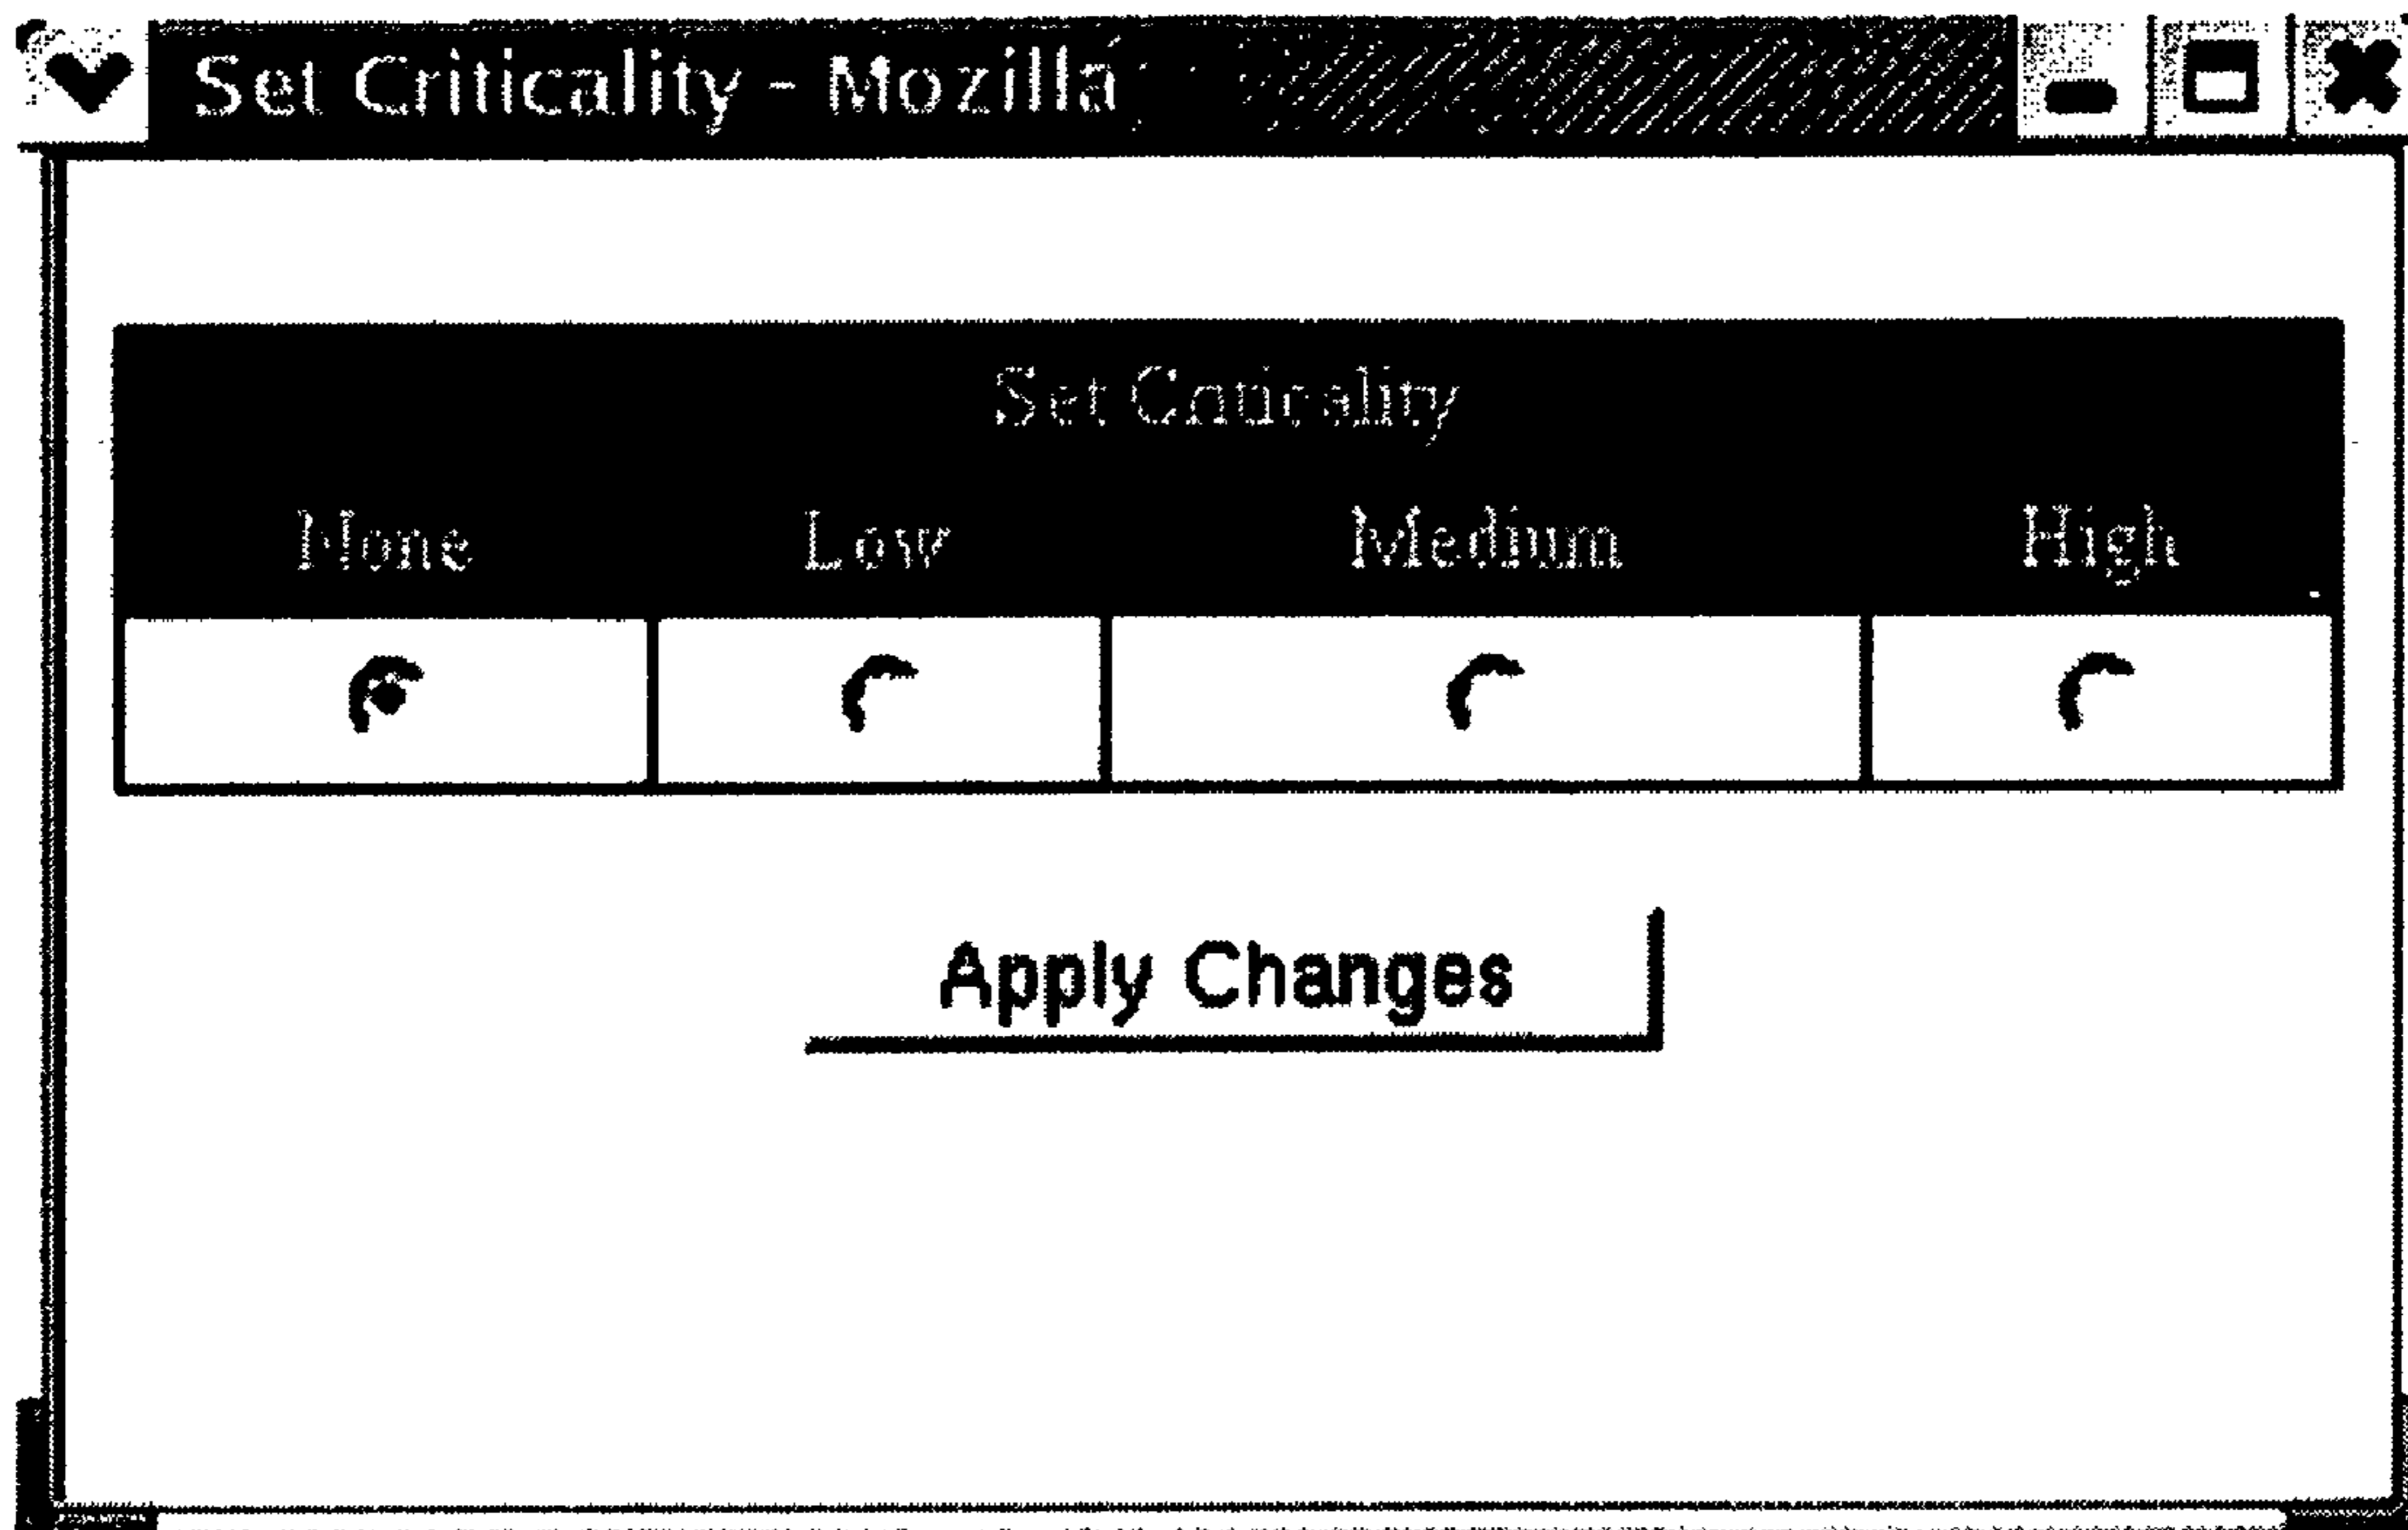 Set Criticality - Mozilla
Set Criticality
None Low Medium High
Apply Changes